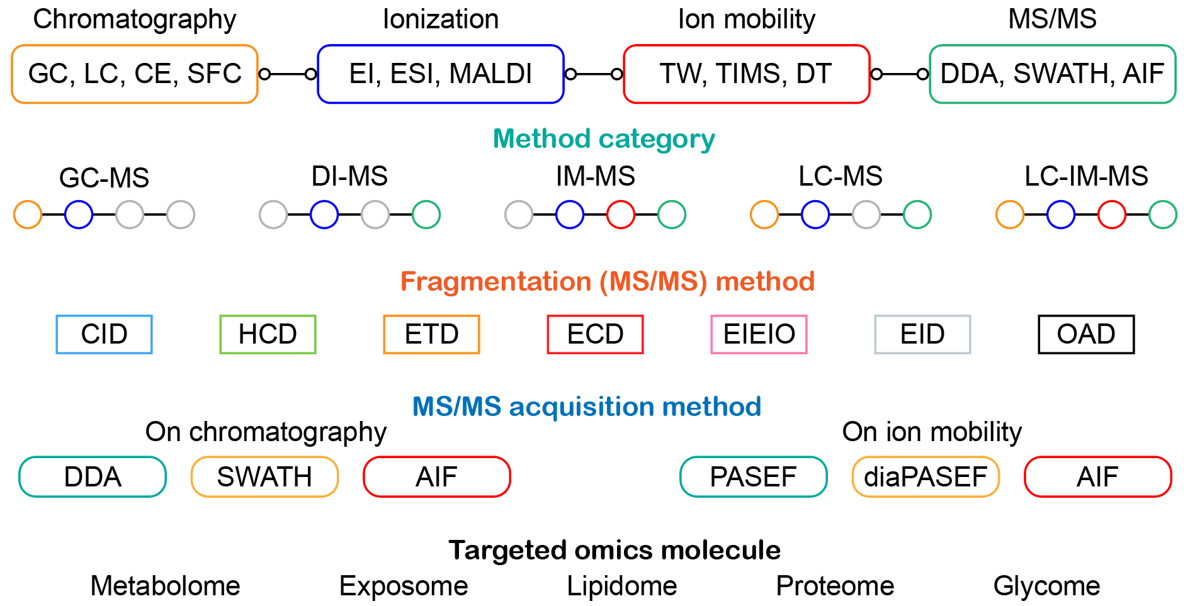 Chromatography Ionization Ion mobility MS/MS
GC, LC, CE, SFC EI, ESI, MALDI TW, TIMS, DT DDA, SWATH, AIF
Method category
GC-MS DI-MS IM-MS LC-MS LC-IM-MS
Fragmentation (MS/MS) method
CID HCD ETD ECD EIEIO EID OAD
MS/MS acquisition method
On chromatography On ion mobility
DDA SWATH AIF PASEF diaPASEF AIF
Targeted omics molecule
Metabolome Exposome Lipidome Proteome Glycome